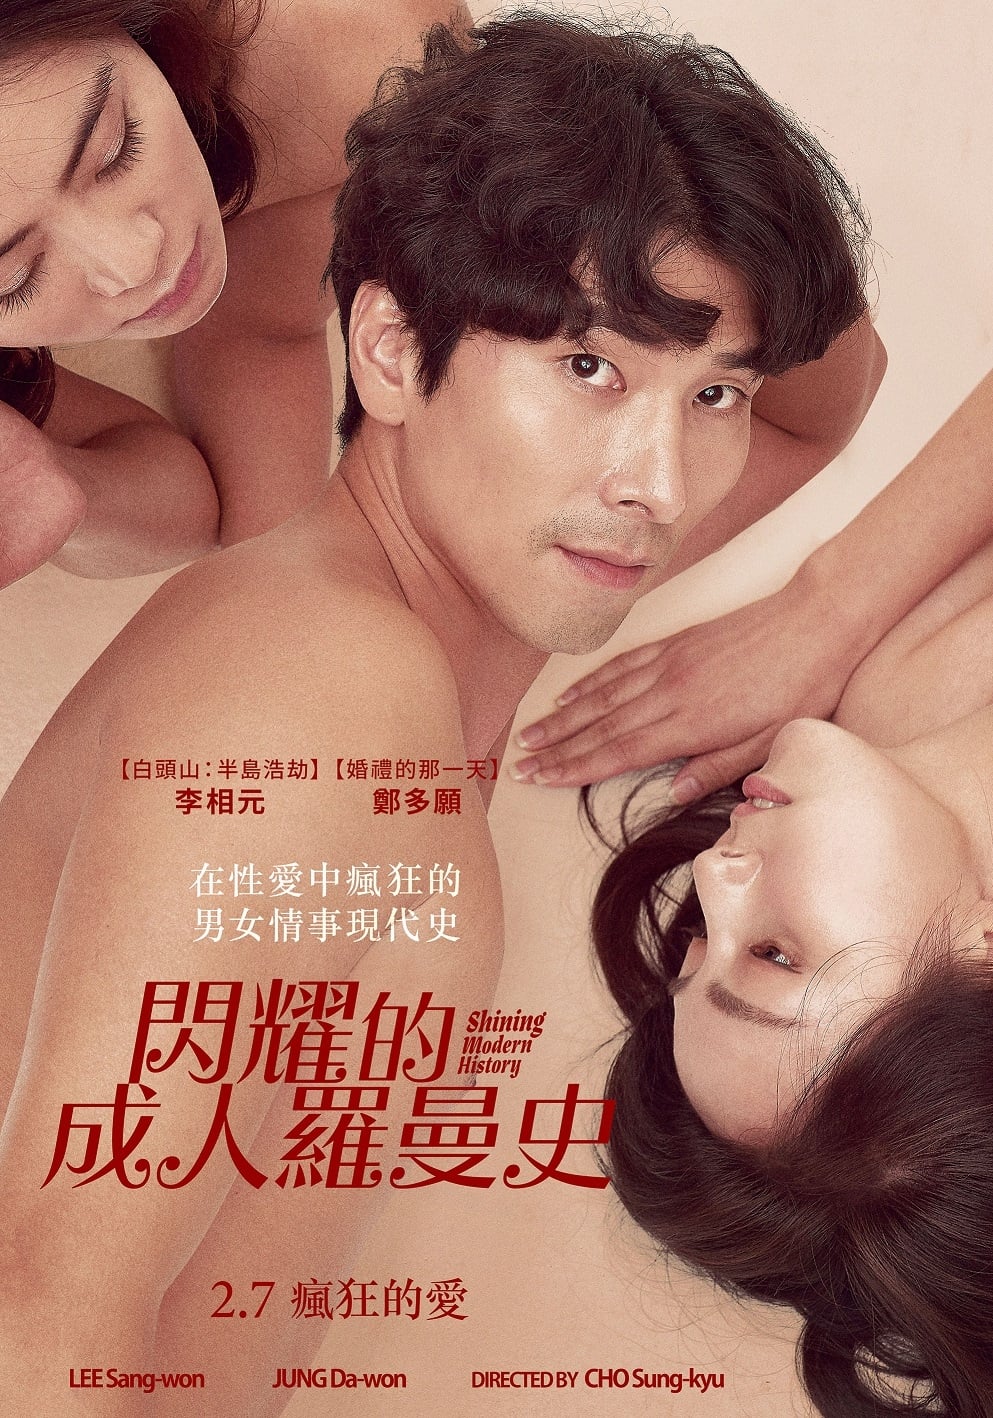 【白頭山：半島浩劫】【婚禮的那一天】
李相元 鄭多願
在性愛中瘋狂的
男女情事現代史
閃耀的
Shining
Modern
History
成人羅曼史
2.7 瘋狂的愛
LEE Sang-won JUNG Da-won DIRECTED BY CHO Sung-kyu